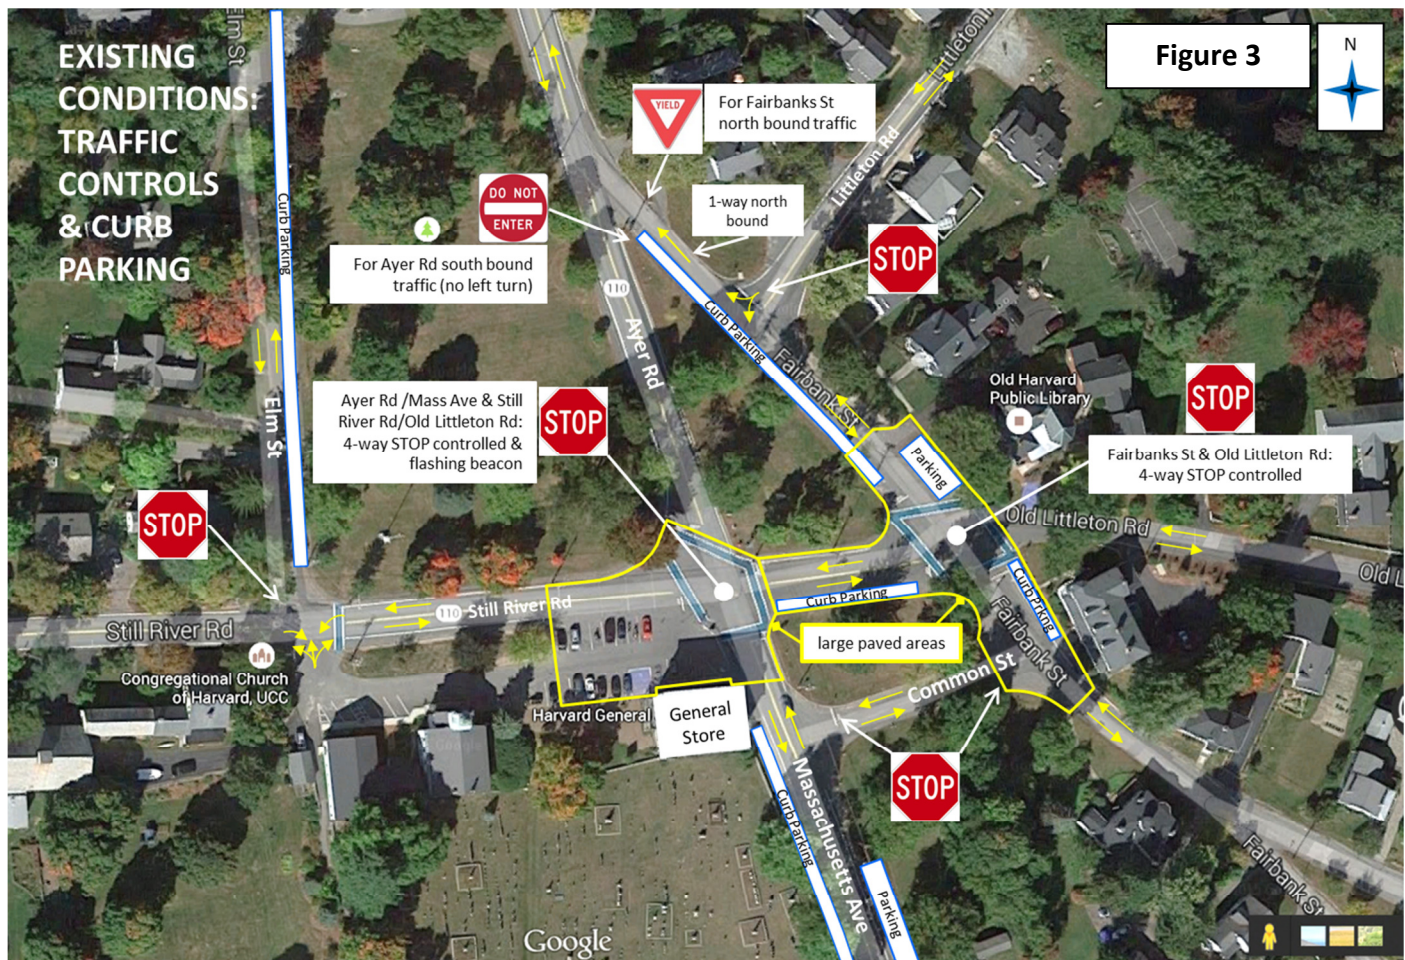 EXISTING
CONDITIONS:
TRAFFIC
CONTROLS
& CURB
PARKING
Figure 3
N
Elm St
Littleton
YIELD
For Fairbanks St
north bound traffic
DO NOT
ENTER
1-way north
bound
Littleton Rd
STOP
For Ayer Rd south bound
traffic (no left turn)
Curb Parking
110
Ayer Rd
Curb Parking
Fairbank St
Elm St
Ayer Rd /Mass Ave & Still
River Rd/Old Littleton Rd:
4-way STOP controlled &
flashing beacon
STOP
Old Harvard
Public Library
STOP
Fairbanks St & Old Littleton Rd:
4-way STOP controlled
Parking
STOP
Old Littleton Rd
Old L
Curb Prkng
Curb Parking
110
Still River Rd
Still River Rd
large paved areas
Fairbank St
Common St
Congregational Church
of Harvard, UCC
Harvard General
General
Store
STOP
Massachusetts Ave
Curb Parking
Parking
Fairbank St
Google
Google